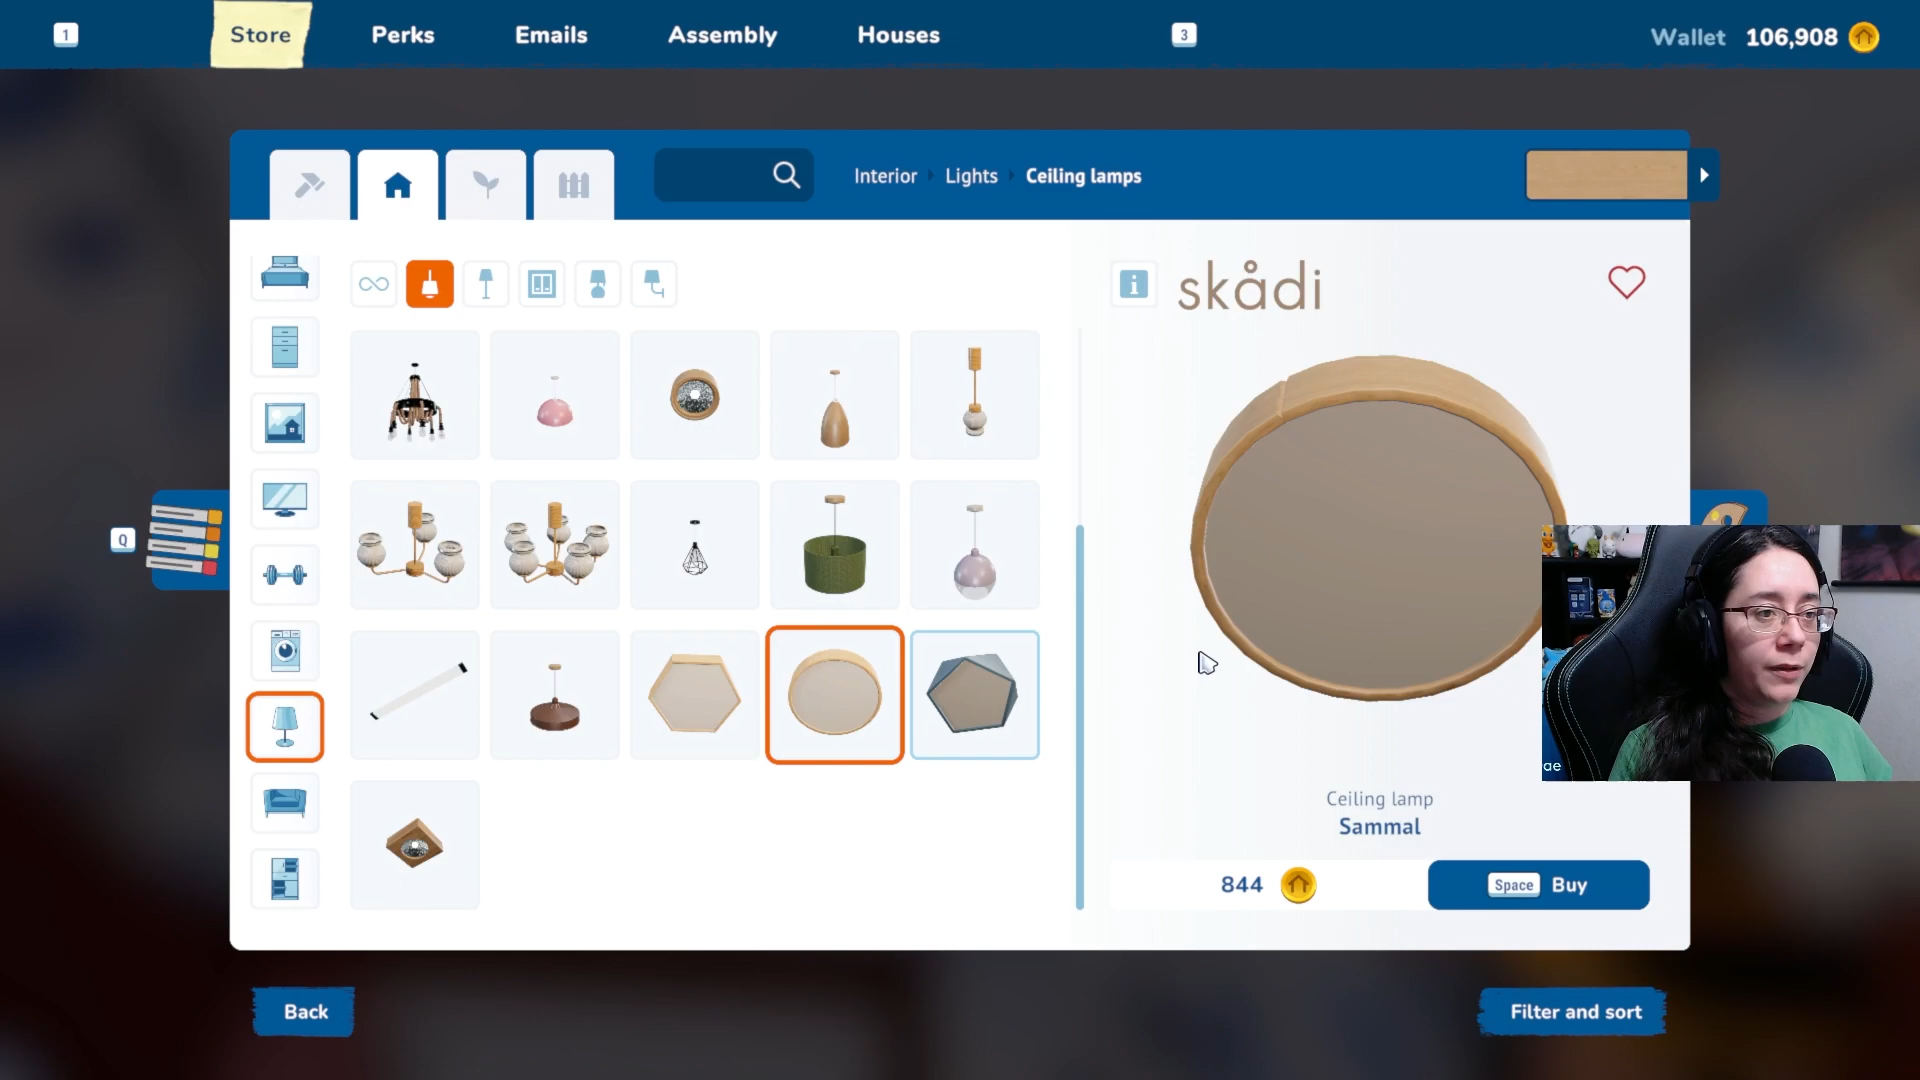 1
Store
Perks
Emails
Assembly
Houses
3
Wallet 106,908
Interior Lights Ceiling lamps
i
skådi
Q
ae
Ceiling lamp
Sammal
844
Space Buy
Back
Filter and sort